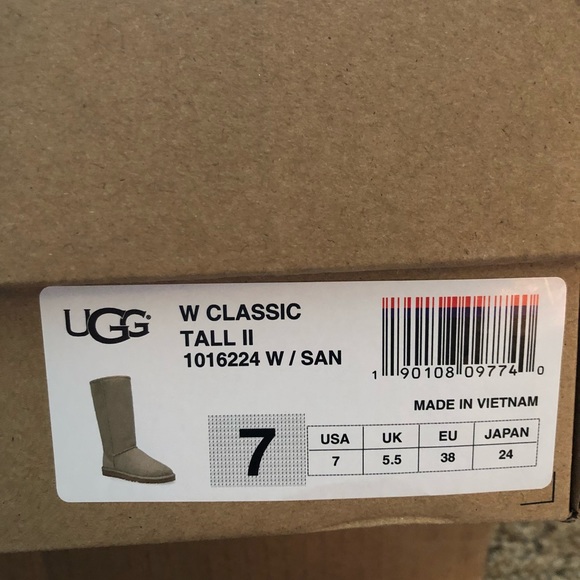 UGG®
W CLASSIC
TALL II
1016224 W / SAN
1 90108 09774 0
MADE IN VIETNAM
7
USA UK EU JAPAN
7 5.5 38 24